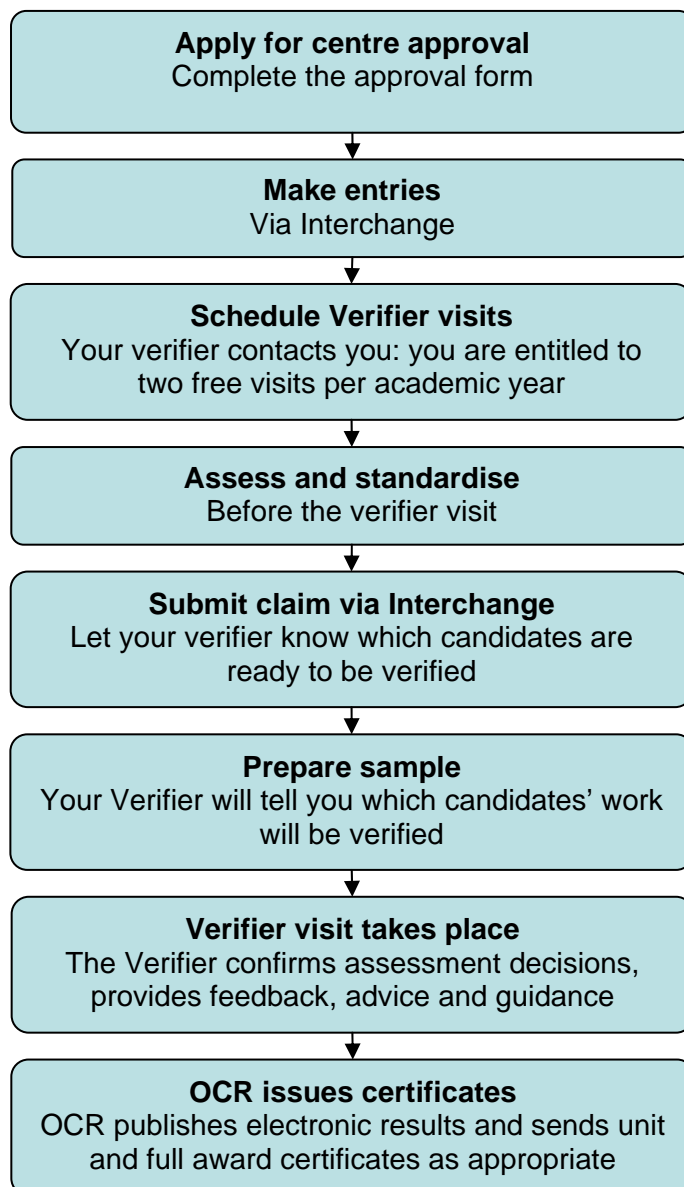 Apply for centre approval
Complete the approval form
Make entries
Via Interchange
Schedule Verifier visits
Your verifier contacts you: you are entitled to
two free visits per academic year
Assess and standardise
Before the verifier visit
Submit claim via Interchange
Let your verifier know which candidates are
ready to be verified
Prepare sample
Your Verifier will tell you which candidates’ work
will be verified
Verifier visit takes place
The Verifier confirms assessment decisions,
provides feedback, advice and guidance
OCR issues certificates
OCR publishes electronic results and sends unit
and full award certificates as appropriate